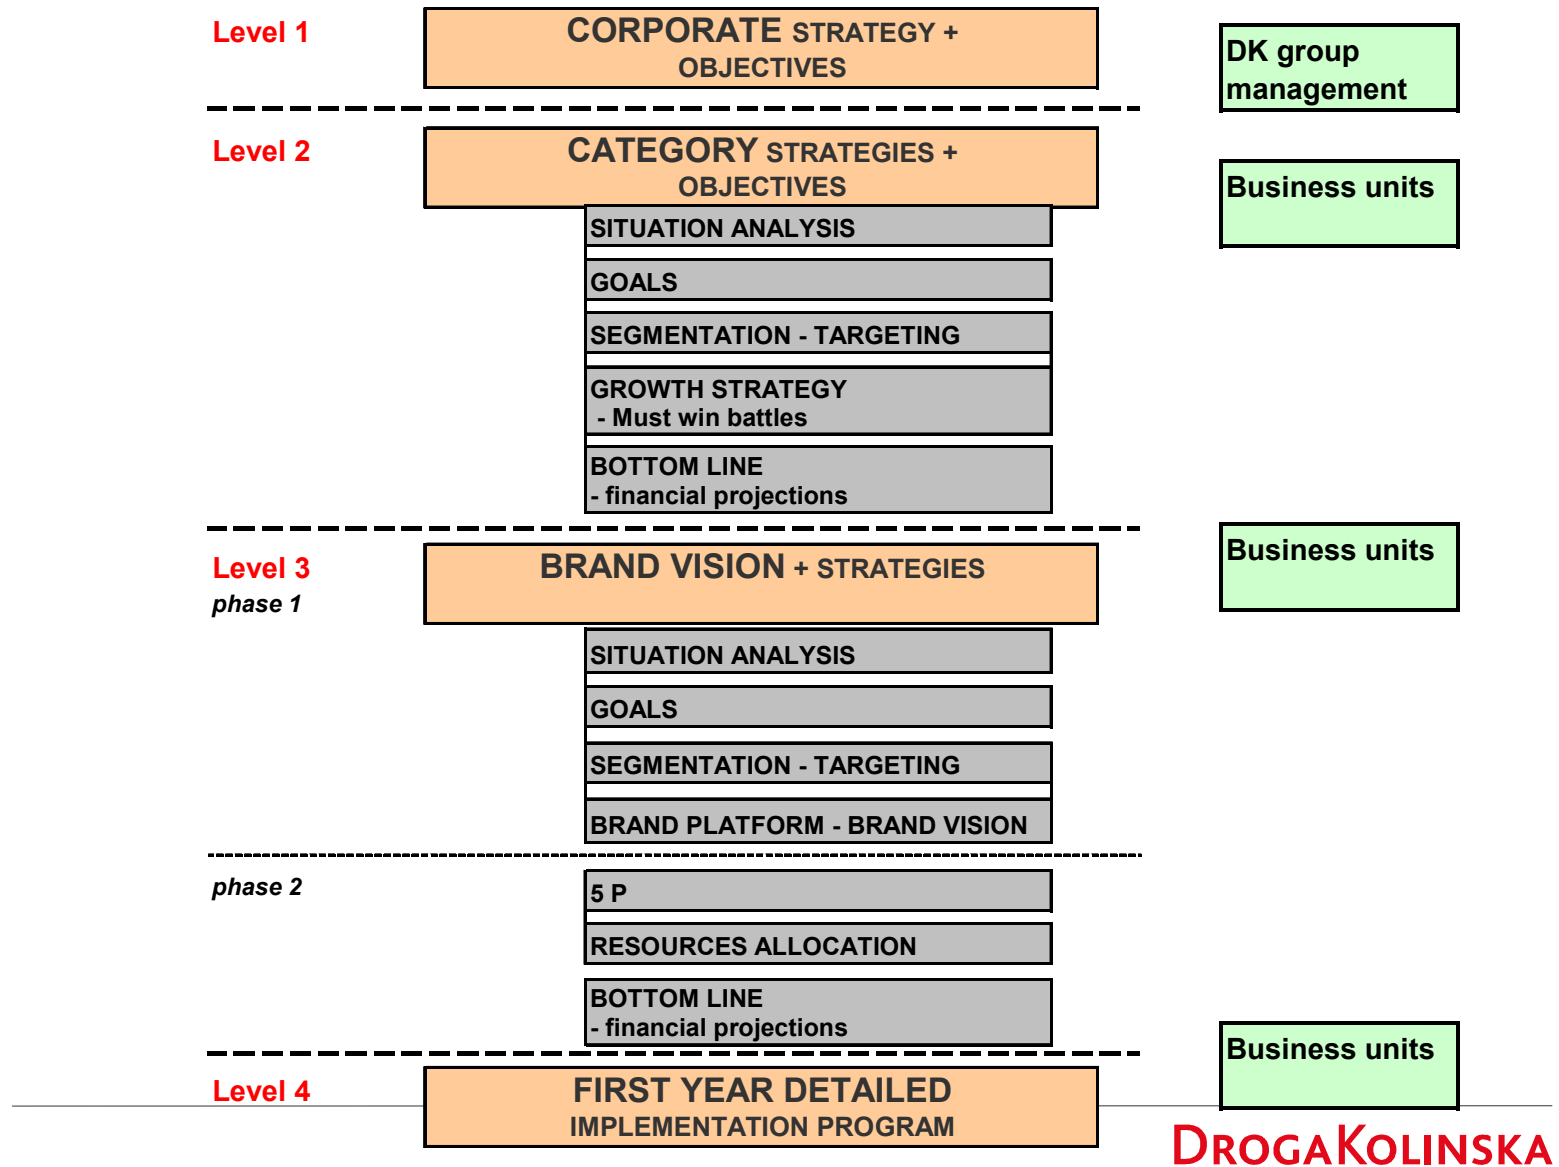 Level 1
CORPORATE STRATEGY +
OBJECTIVES
DK group
management
Level 2
CATEGORY STRATEGIES +
OBJECTIVES
Business units
SITUATION ANALYSIS
GOALS
SEGMENTATION - TARGETING
GROWTH STRATEGY
- Must win battles
BOTTOM LINE
- financial projections
Level 3
phase 1
BRAND VISION + STRATEGIES
Business units
SITUATION ANALYSIS
GOALS
SEGMENTATION - TARGETING
BRAND PLATFORM - BRAND VISION
phase 2
5 P
RESOURCES ALLOCATION
BOTTOM LINE
- financial projections
Business units
Level 4
FIRST YEAR DETAILED
IMPLEMENTATION PROGRAM
DROGAKOLINSKA